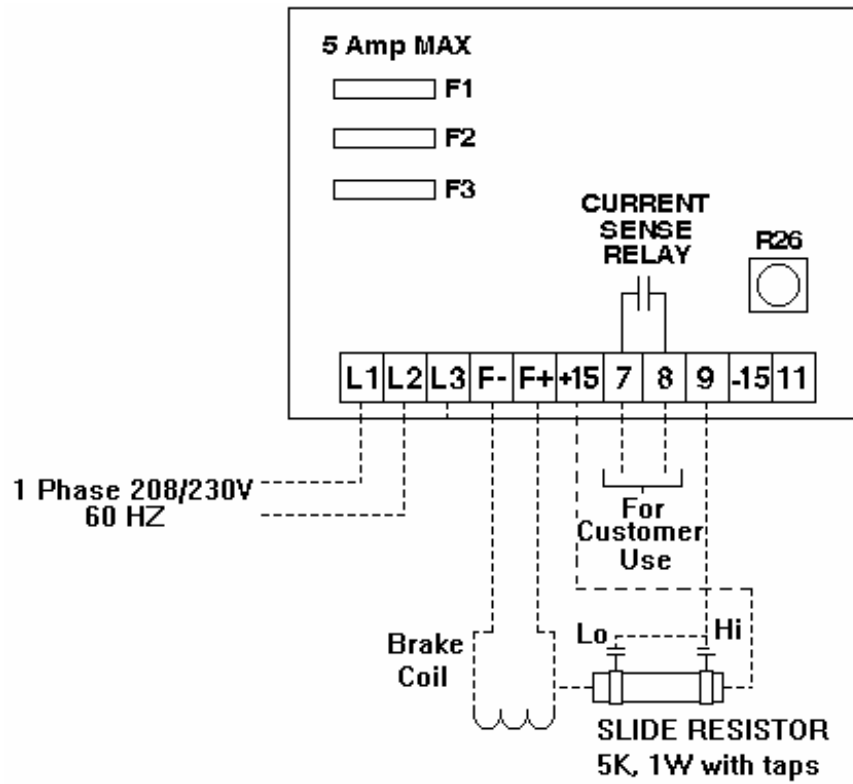 5 Amp MAX
F1
F2
F3
CURRENT
SENSE
RELAY
R26
L1 L2 L3 F- F+ +15 7 8 9 -15 11
1 Phase 208/230V
60 HZ
For
Customer
Use
Brake
Coil
Lo
Hi
SLIDE RESISTOR
5K, 1W with taps